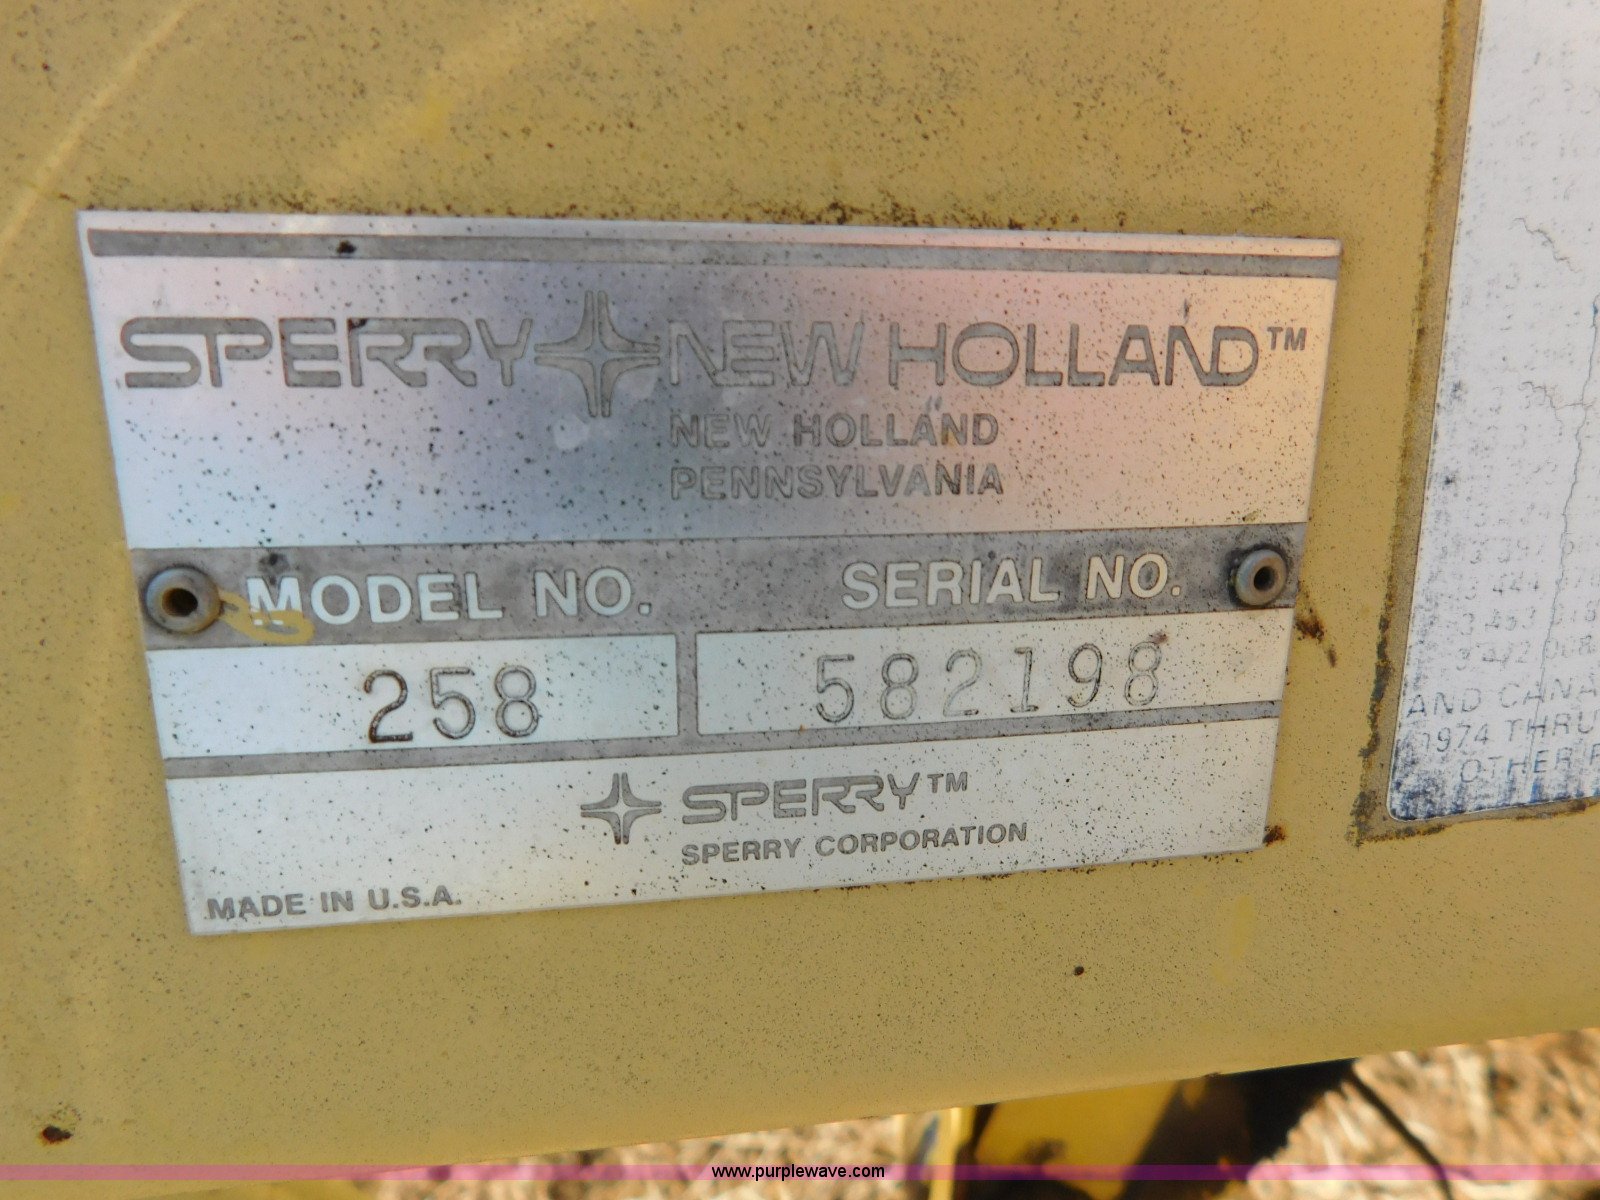 SPERRY NEW HOLLAND™
NEW HOLLAND
PENNSYLVANIA
MODEL NO. SERIAL NO.
258 582198
SPERRY™
SPERRY CORPORATION
MADE IN U.S.A.
AND CANA
1974 THRU
OTHER P
www.purplewave.com